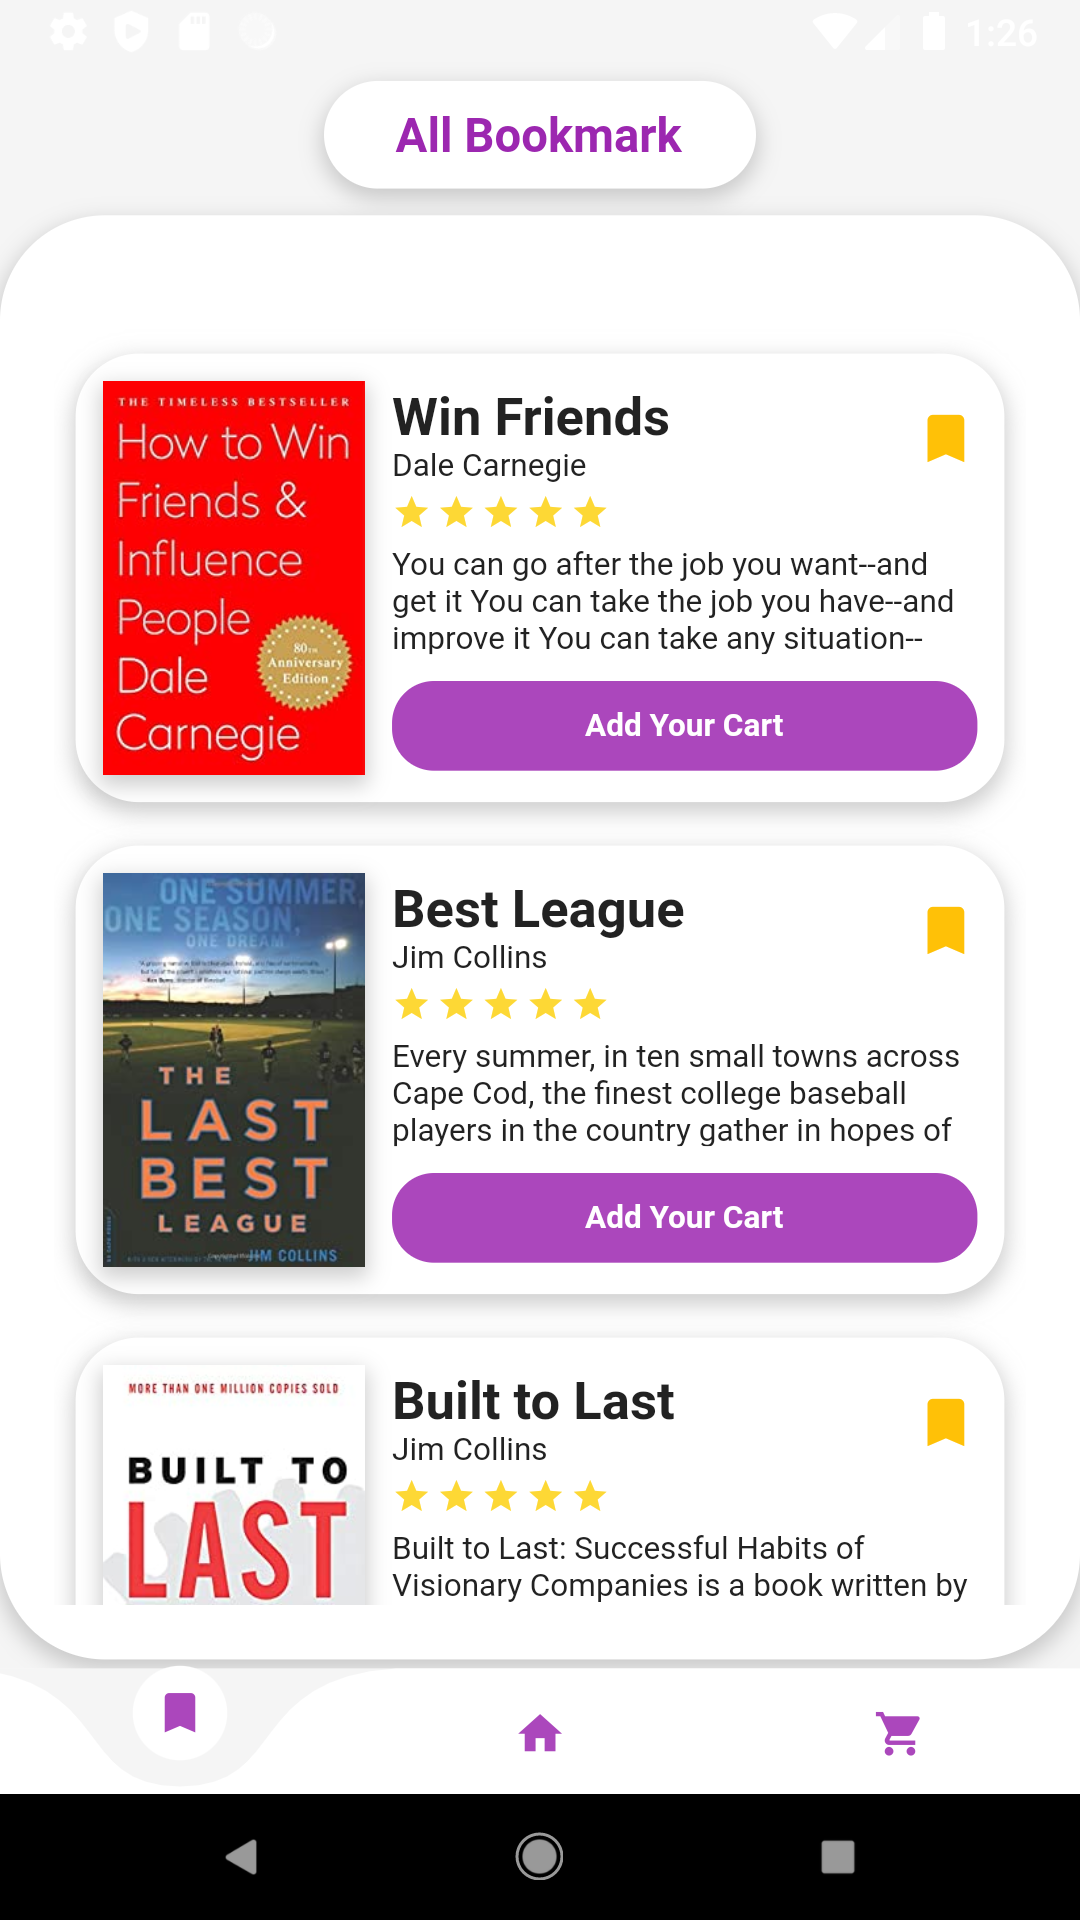 1:26
All Bookmark
THE TIMELESS BESTSELLER
How to Win
Friends &
Influence
People
Dale
Carnegie
80TH
Anniversary
Edition
Win Friends
Dale Carnegie
You can go after the job you want--and
get it You can take the job you have--and
improve it You can take any situation--
Add Your Cart
ONE SUMMER,
ONE SEASON,
ONE DREAM
THE
LAST
BEST
LEAGUE
JIM COLLINS
Best League
Jim Collins
Every summer, in ten small towns across
Cape Cod, the finest college baseball
players in the country gather in hopes of
Add Your Cart
MORE THAN ONE MILLION COPIES SOLD
BUILT TO
LAST
Built to Last
Jim Collins
Built to Last: Successful Habits of
Visionary Companies is a book written by